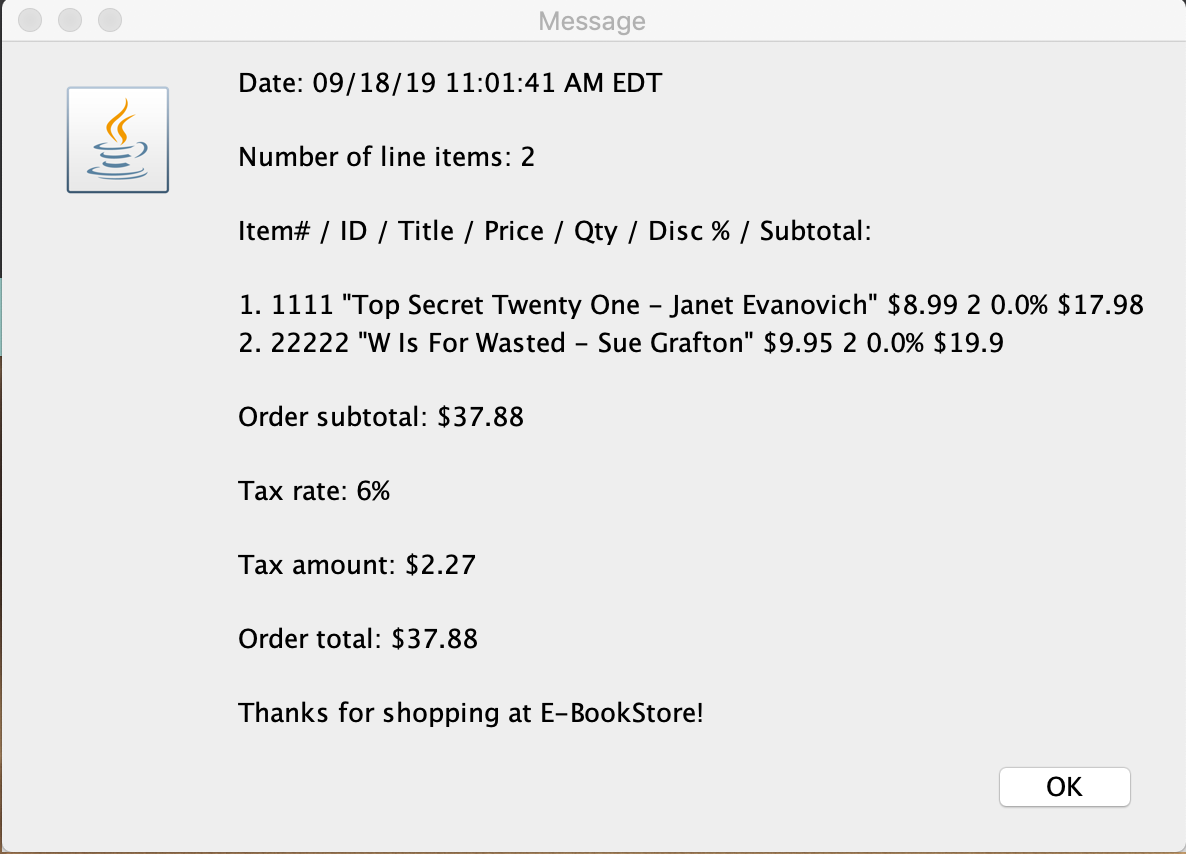 Message
Date: 09/18/19 11:01:41 AM EDT
Number of line items: 2
Item# / ID / Title / Price / Qty / Disc % / Subtotal:
1. 1111 "Top Secret Twenty One – Janet Evanovich" $8.99 2 0.0% $17.98
2. 22222 "W Is For Wasted – Sue Grafton" $9.95 2 0.0% $19.9
Order subtotal: $37.88
Tax rate: 6%
Tax amount: $2.27
Order total: $37.88
Thanks for shopping at E–BookStore!
OK